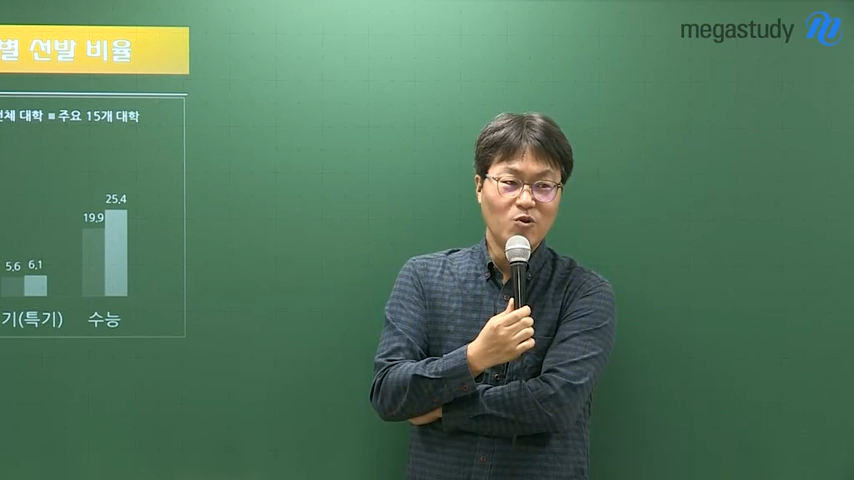 megastudy
별 선발 비율
전체 대학 ■ 주요 15개 대학
25.4
19.9
5.6 6.1
기(특기) 수능